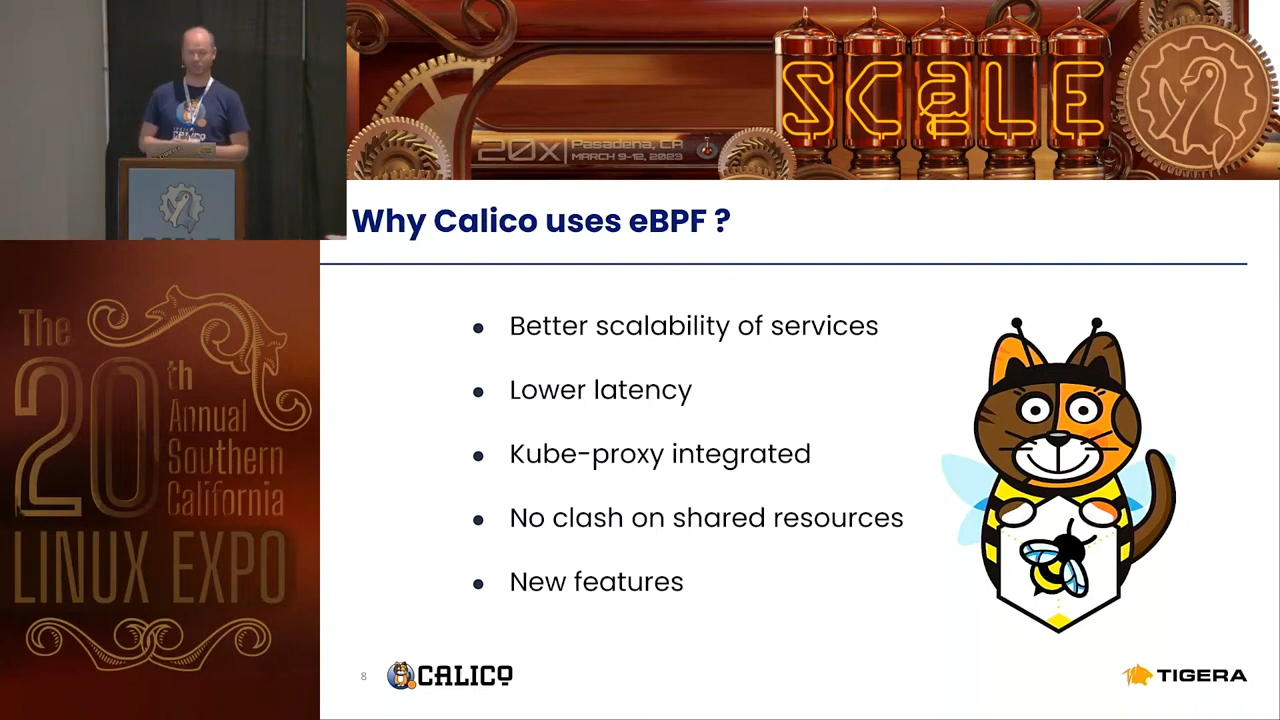 SCaLE
20x
Pasadena, CA
MARCH 9-12, 2023
CALICO
Why Calico uses eBPF ?
The
20th
Annual
Southern
California
LINUX EXPO
● Better scalability of services
● Lower latency
● Kube-proxy integrated
● No clash on shared resources
● New features
8
CALICO
TIGERA